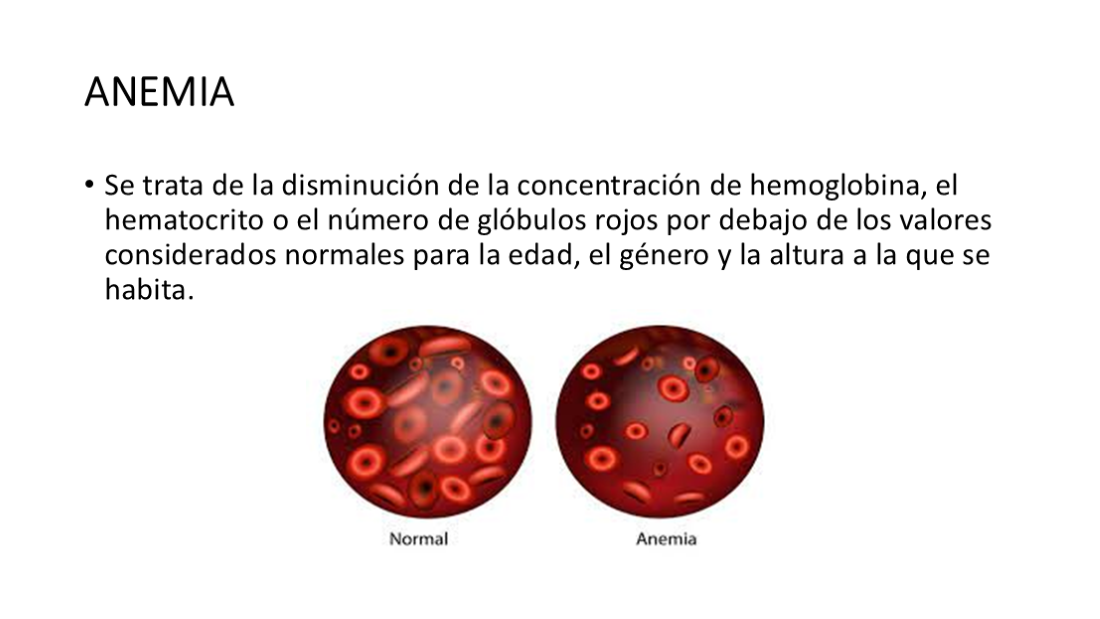 ANEMIA
• Se trata de la disminución de la concentración de hemoglobina, el
hematocrito o el número de glóbulos rojos por debajo de los valores
considerados normales para la edad, el género y la altura a la que se
habita.
Normal
Anemia